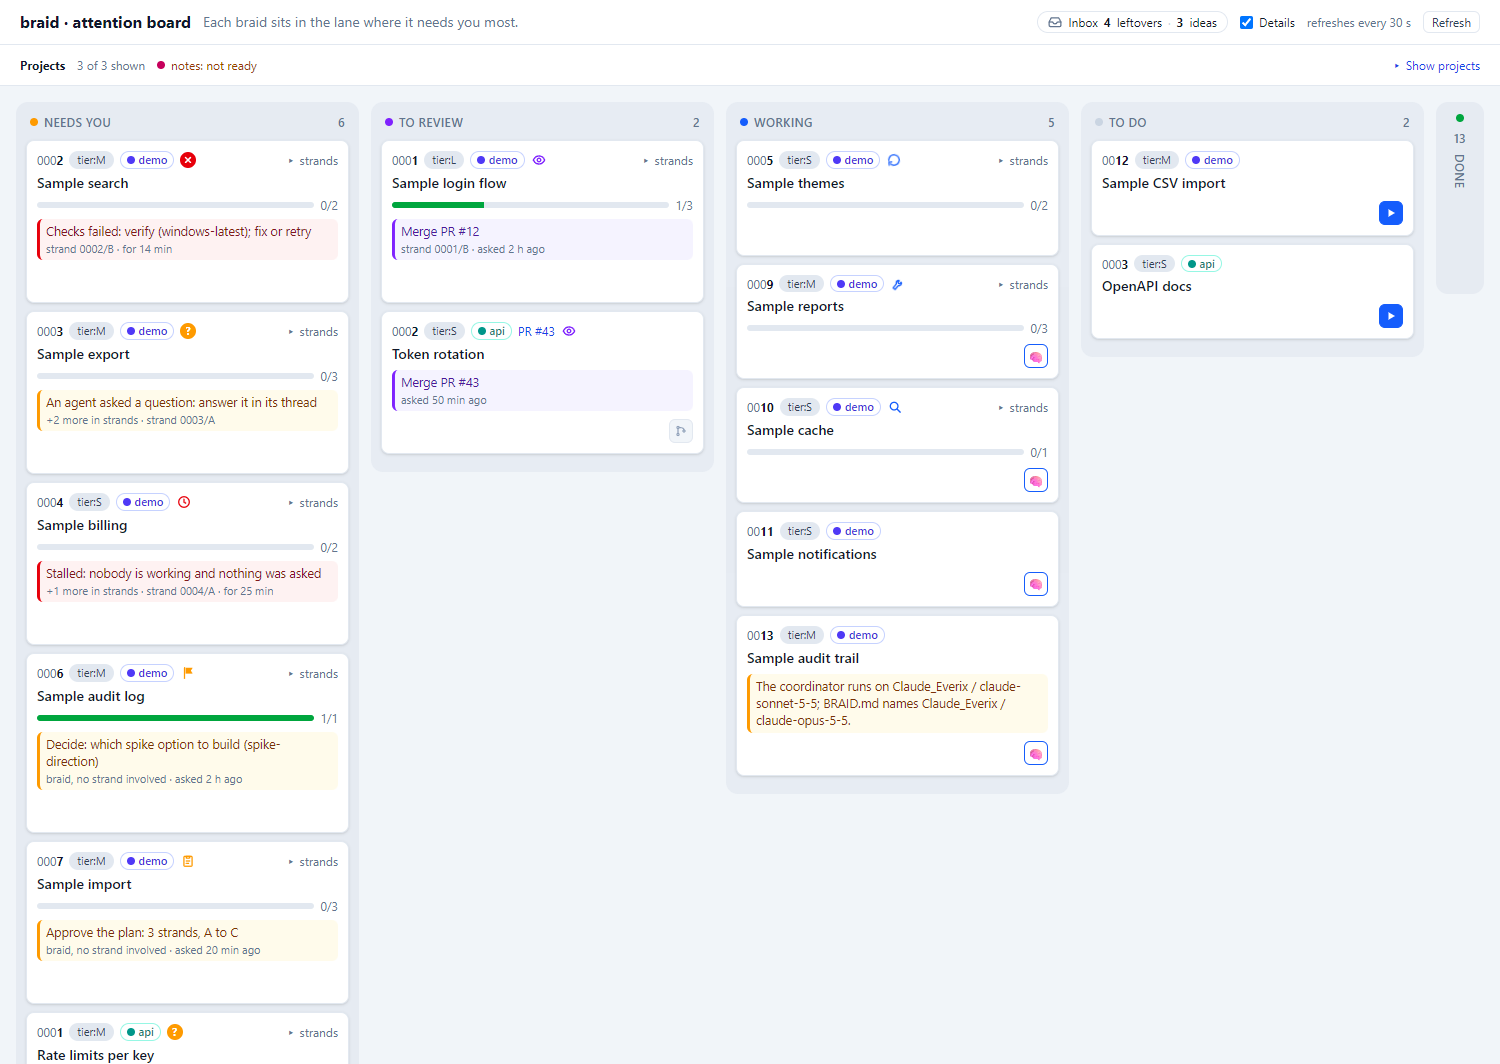 braid · attention board
Each braid sits in the lane where it needs you most.
Inbox 4 leftovers · 3 ideas
Details
refreshes every 30 s
Refresh
Projects
3 of 3 shown
notes: not ready
Show projects
NEEDS YOU
6
0002 tier:M demo
strands
Sample search
0/2
Checks failed: verify (windows-latest); fix or retry
strand 0002/B · for 14 min
0003 tier:M demo ?
strands
Sample export
0/3
An agent asked a question: answer it in its thread
+2 more in strands · strand 0003/A
0004 tier:S demo
strands
Sample billing
0/2
Stalled: nobody is working and nothing was asked
+1 more in strands · strand 0004/A · for 25 min
0006 tier:M demo
strands
Sample audit log
1/1
Decide: which spike option to build (spike-
direction)
braid, no strand involved · asked 2 h ago
0007 tier:M demo
strands
Sample import
0/3
Approve the plan: 3 strands, A to C
braid, no strand involved · asked 20 min ago
0001 tier:M api ?
strands
Rate limits per key
TO REVIEW
2
0001 tier:L demo
strands
Sample login flow
1/3
Merge PR #12
strand 0001/B · asked 2 h ago
0002 tier:S api PR #43
Token rotation
Merge PR #43
asked 50 min ago
WORKING
5
0005 tier:S demo
strands
Sample themes
0/2
0009 tier:M demo
strands
Sample reports
0/3
0010 tier:S demo
strands
Sample cache
0/1
0011 tier:S demo
Sample notifications
0013 tier:M demo
Sample audit trail
The coordinator runs on Claude_Everix / claude-
sonnet-5-5; BRAID.md names Claude_Everix /
claude-opus-5-5.
TO DO
2
0012 tier:M demo
Sample CSV import
0003 tier:S api
OpenAPI docs
13
DONE